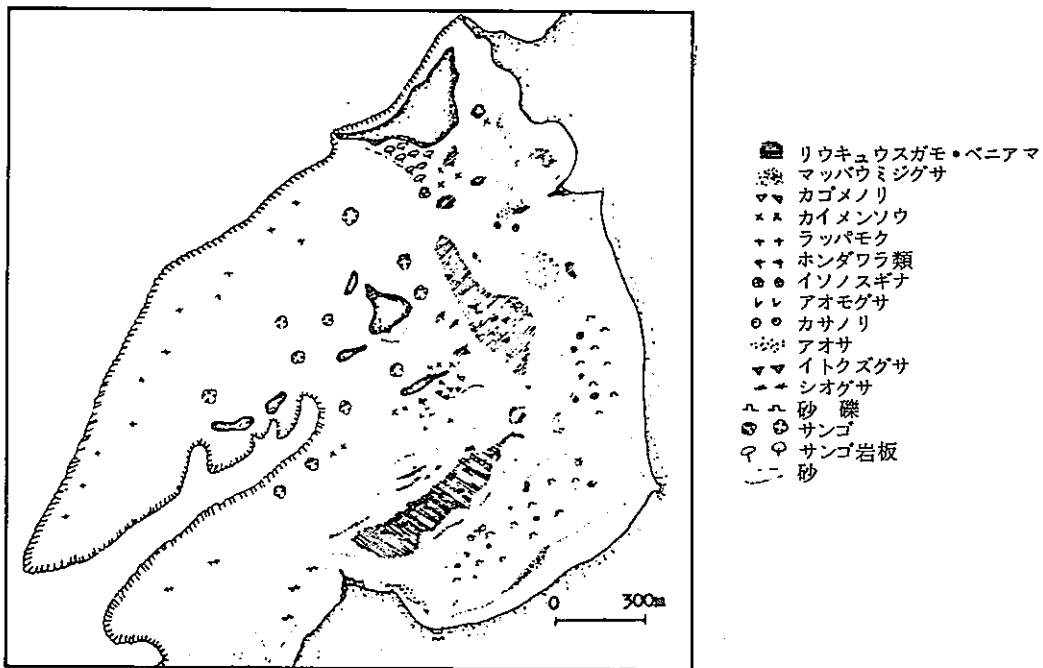 リウキュウスガモ・ベニアマ
マツバウミジグサ
カゴメノリ
カイメンソウ
ラッパモク
ホンダワラ類
イソノスギナ
アオモグサ
カサノリ
アオサ
イトクズグサ
シオグサ
砂 礫
サンゴ
サンゴ岩板
砂
0 300m